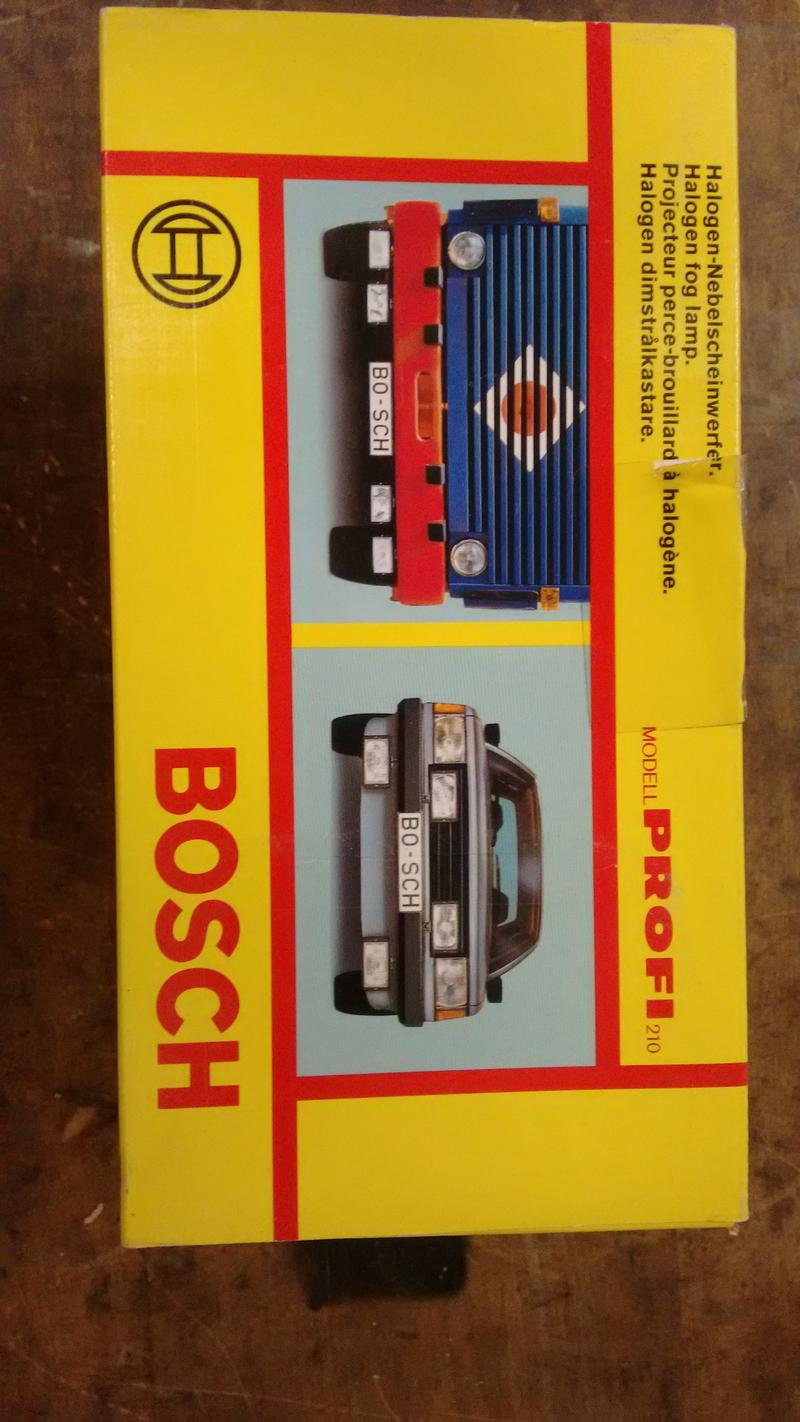 Halogen-Nebelscheinwerfer.
Halogen fog lamp.
Projecteur perce-brouillard à halogène.
Halogen dimstrålkastare.
MODELL PROFI 210
BO-SCH
BO-SCH
BOSCH